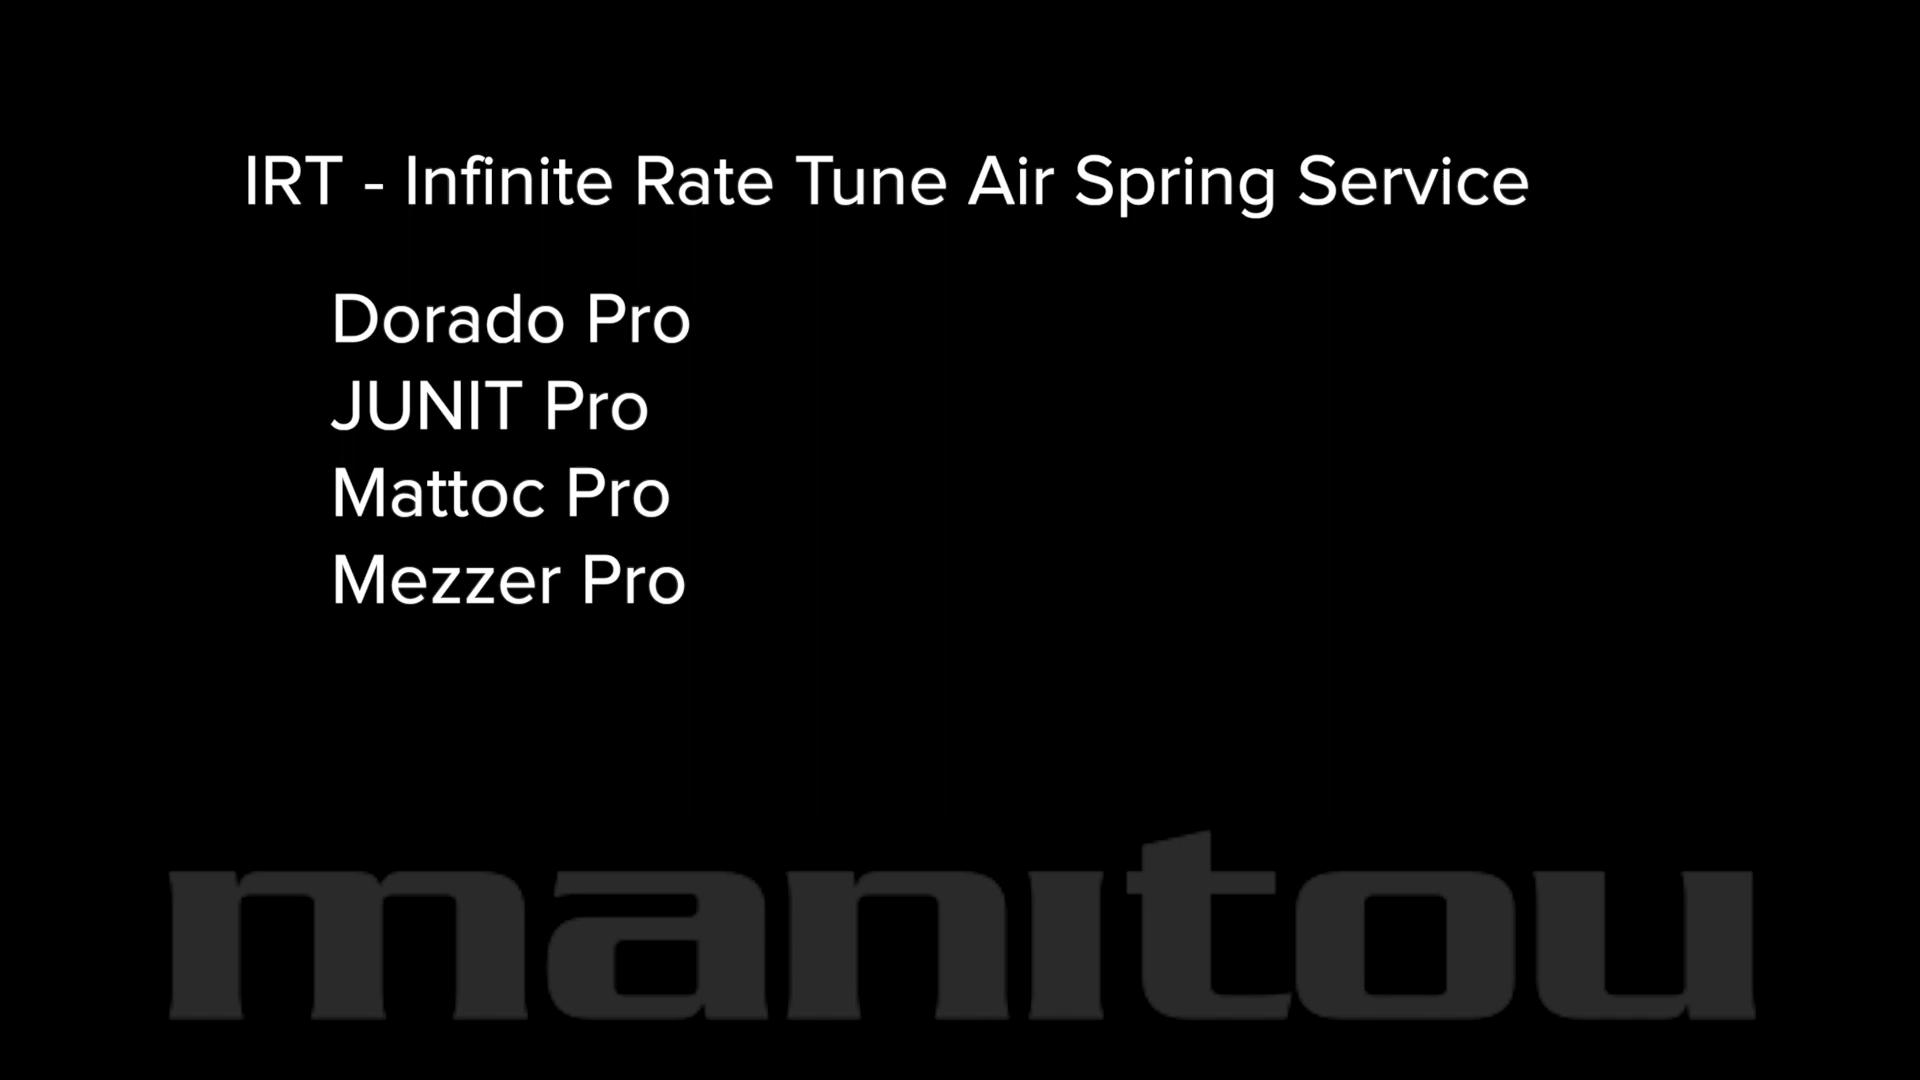 IRT - Infinite Rate Tune Air Spring Service
Dorado Pro
JUNIT Pro
Mattoc Pro
Mezzer Pro
manitou